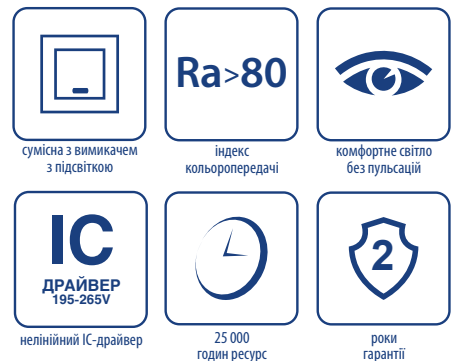 Ra>80
сумісна з вимикачем
з підсвіткою
індекс
кольоропередачі
комфортне світло
без пульсацій
IC
ДРАЙВЕР
195-265V
2
нелінійний IC-драйвер
25 000
годин ресурс
роки
гарантії